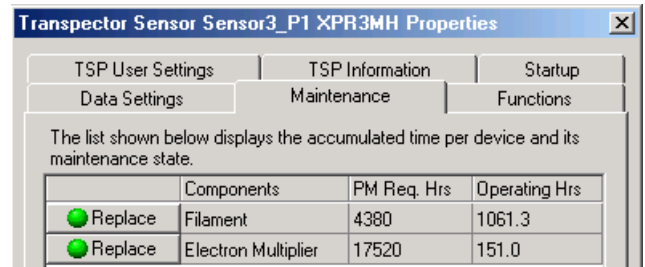 Transpector Sensor Sensor3_P1 XPR3MH Properties
TSP User Settings TSP Information Startup
Data Settings Maintenance Functions
The list shown below displays the accumulated time per device and its
maintenance state.
Components PM Req. Hrs Operating Hrs
Replace Filament 4380 1061.3
Replace Electron Multiplier 17520 151.0